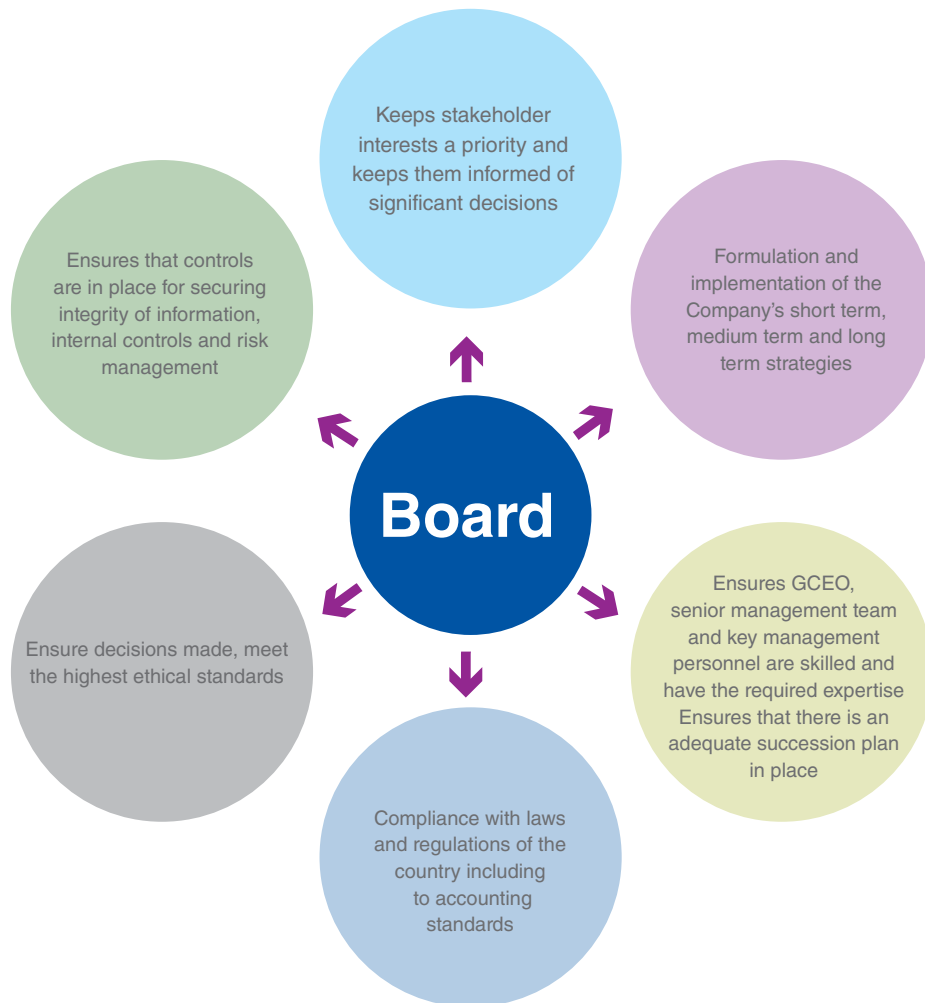 Keeps stakeholder
interests a priority and
keeps them informed of
significant decisions
Ensures that controls
are in place for securing
integrity of information,
internal controls and risk
management
Formulation and
implementation of the
Company's short term,
medium term and long
term strategies
Board
Ensure decisions made, meet
the highest ethical standards
Ensures GCEO,
senior management team
and key management
personnel are skilled and
have the required expertise
Ensures that there is an
adequate succession plan
in place
Compliance with laws
and regulations of the
country including
to accounting
standards